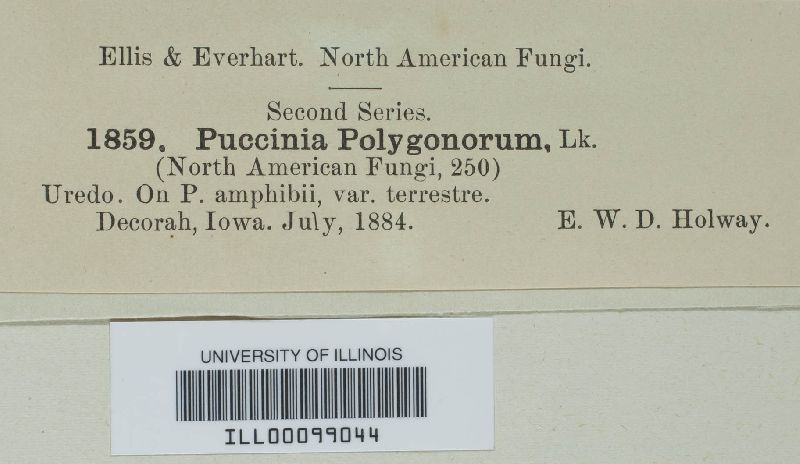 Ellis & Everhart. North American Fungi.
Second Series.
1859. Puccinia Polygonorum, Lk.
(North American Fungi, 250)
Uredo. On P. amphibii, var. terrestre.
Decorah, Iowa. July, 1884. E. W. D. Holway.
UNIVERSITY OF ILLINOIS
ILL00099044